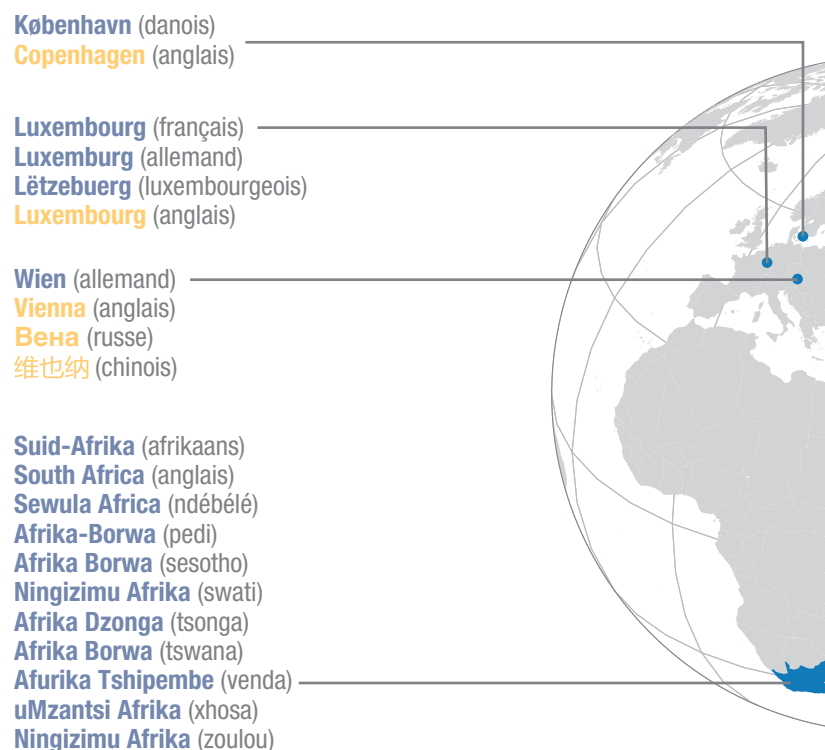 København (danois)
Copenhagen (anglais)
Luxembourg (français)
Luxemburg (allemand)
Lëtzebuerg (luxembourgeois)
Luxembourg (anglais)
Wien (allemand)
Vienna (anglais)
Вена (russe)
维也纳 (chinois)
Suid-Afrika (afrikaans)
South Africa (anglais)
Sewula Africa (ndébélé)
Afrika-Borwa (pedi)
Afrika Borwa (sesotho)
Ningizimu Afrika (swati)
Afrika Dzonga (tsonga)
Afrika Borwa (tswana)
Afurika Tshipembe (venda)
uMzantsi Afrika (xhosa)
Ningizimu Afrika (zoulou)